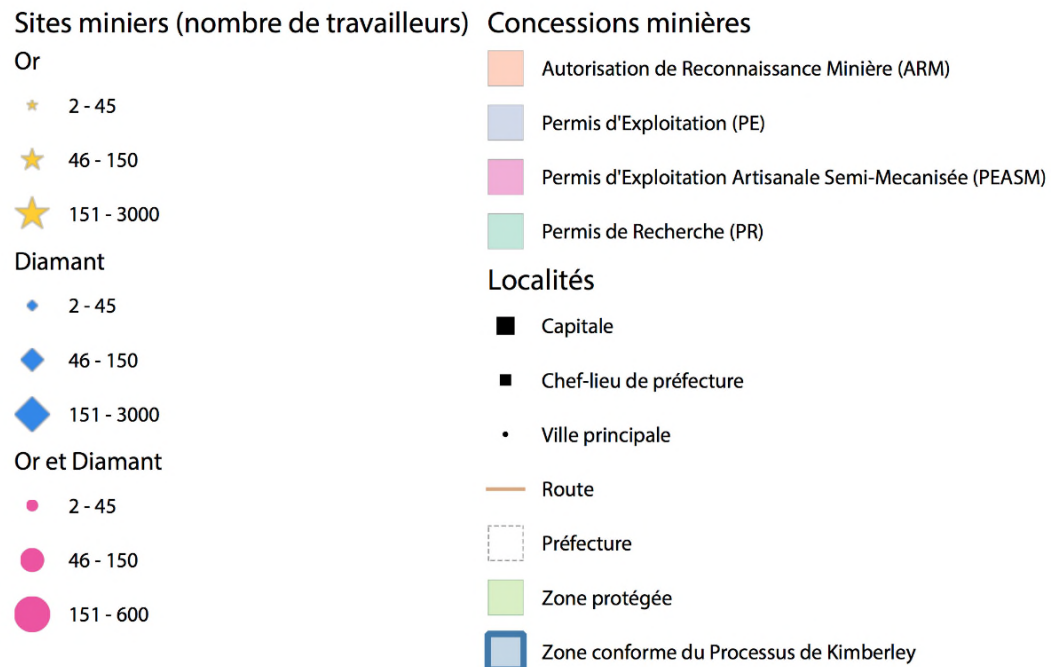 Sites miniers (nombre de travailleurs)
Or
2 - 45
46 - 150
151 - 3000
Diamant
2 - 45
46 - 150
151 - 3000
Or et Diamant
2 - 45
46 - 150
151 - 600
Concessions minières
Autorisation de Reconnaissance Minière (ARM)
Permis d'Exploitation (PE)
Permis d'Exploitation Artisanale Semi-Mecanisée (PEASM)
Permis de Recherche (PR)
Localités
Capitale
Chef-lieu de préfecture
Ville principale
Route
Préfecture
Zone protégée
Zone conforme du Processus de Kimberley